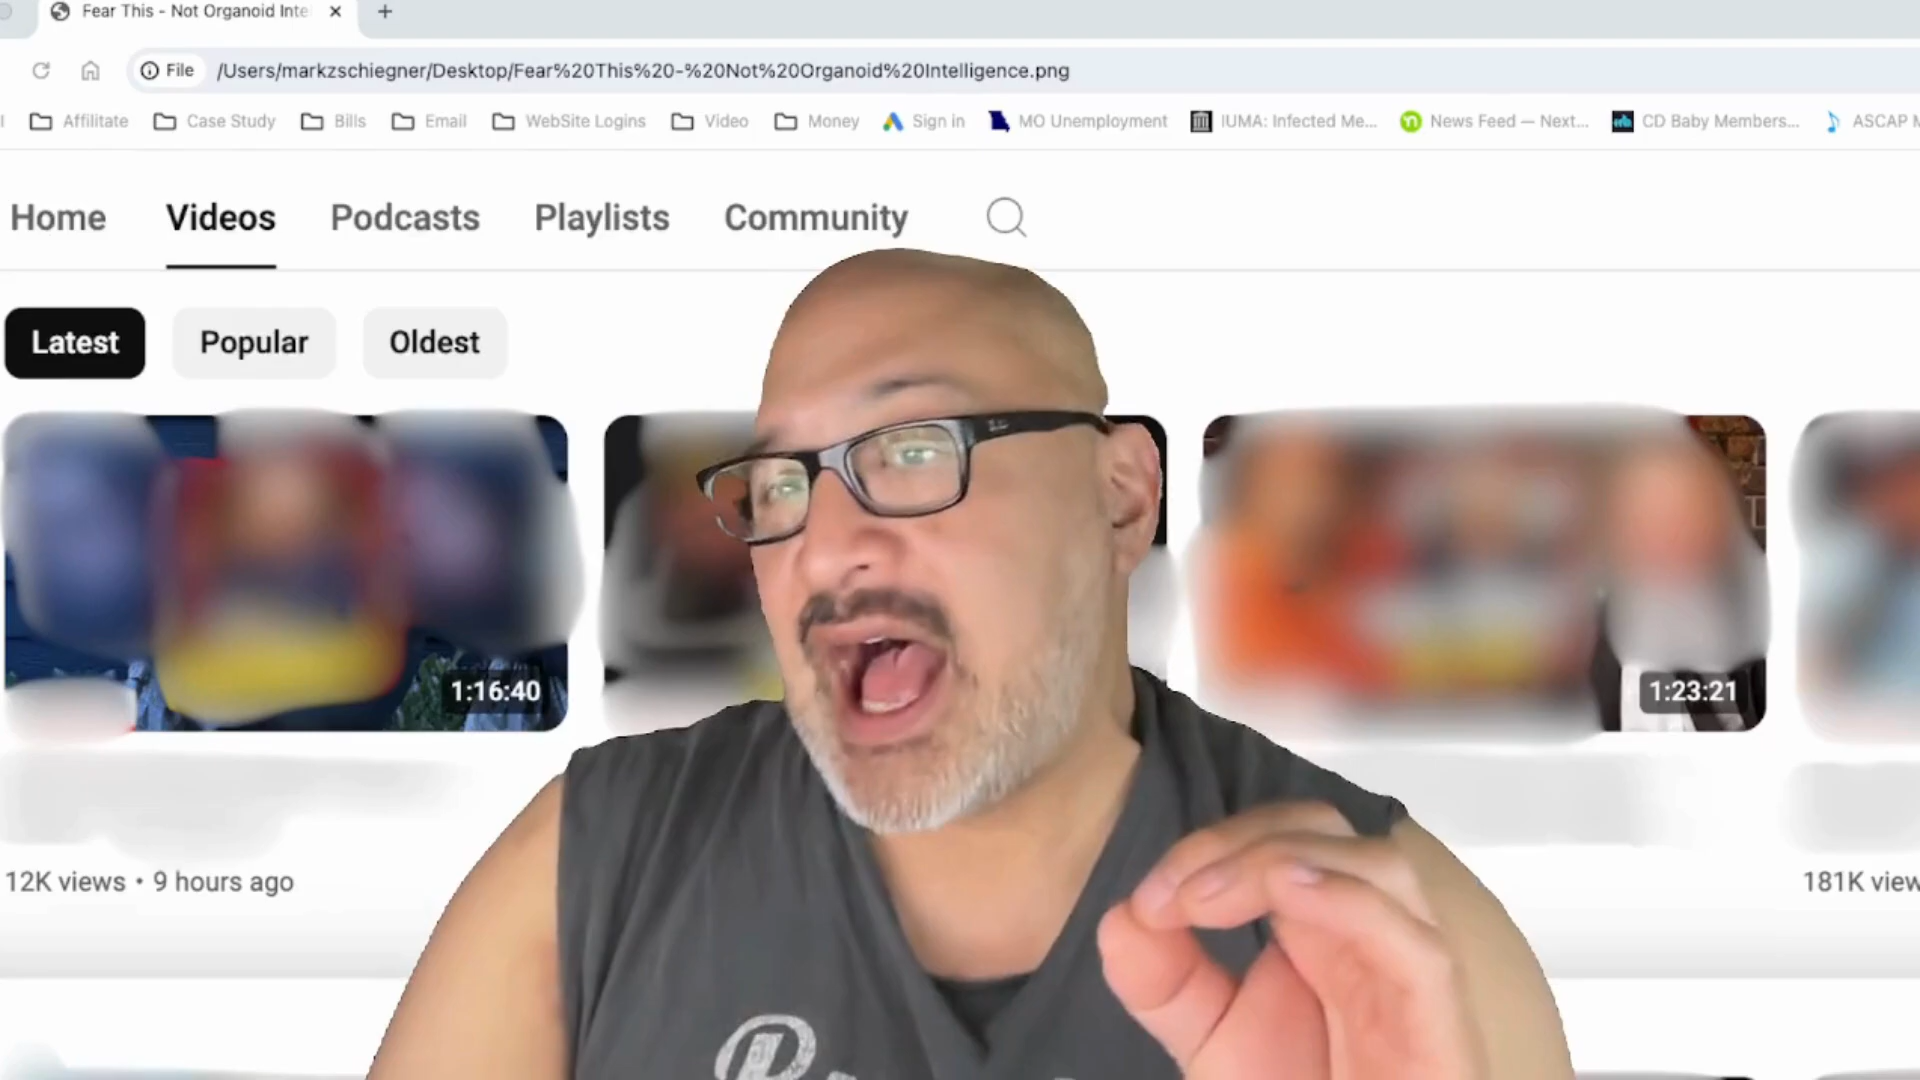 Fear This - Not Organoid Inte
File /Users/markzschiegner/Desktop/Fear%20This%20-%20Not%20Organoid%20Intelligence.png
Affilitate Case Study Bills Email WebSite Logins Video Money Sign in MO Unemployment IUMA: Infected Me... News Feed — Next... CD Baby Members... ASCAP M
Home Videos Podcasts Playlists Community
Latest Popular Oldest
1:16:40 1:23:21
12K views • 9 hours ago 181K view